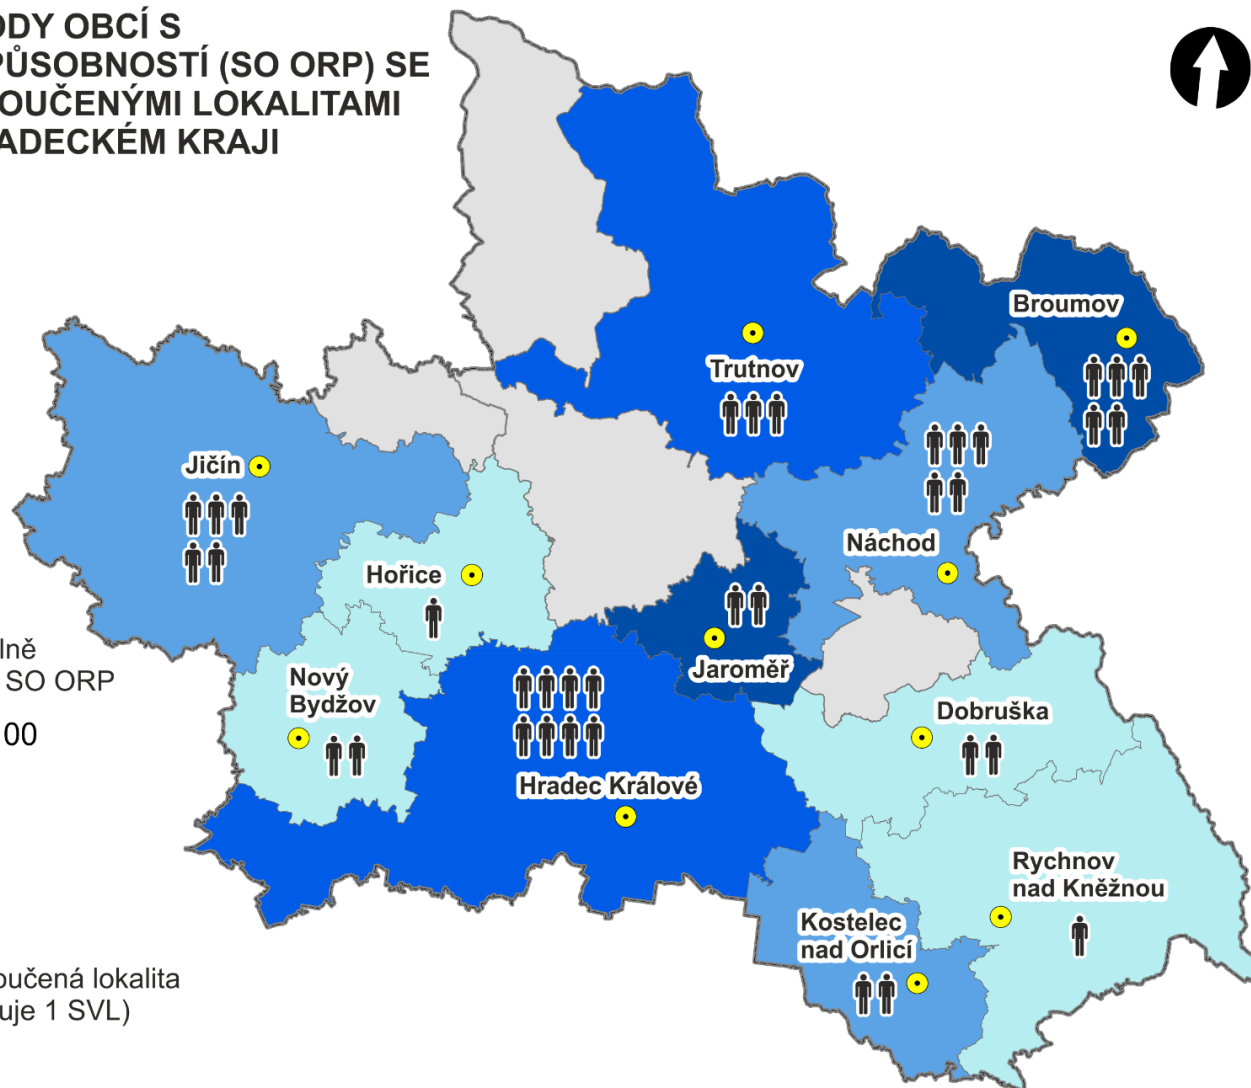 ODY OBCÍ S
PŮSOBNOSTÍ (SO ORP) SE
OUČENÝMI LOKALITAMI
ADECKÉM KRAJI
Broumov
Trutnov
Jičín
Náchod
Hořice
Jaroměř
lně
SO ORP
00
Nový
Bydžov
Dobruška
Hradec Králové
Rychnov
nad Kněžnou
Kostelec
nad Orlicí
oučená lokalita
uje 1 SVL)